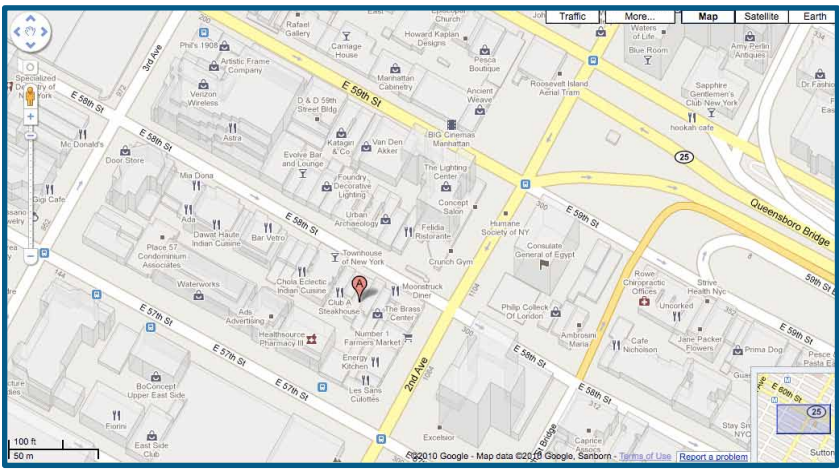 Traffic
More...
Map
Satellite
Earth
Rafael
Gallery
Carriage
House
Episcopal
Church
Howard Kaplan
Designs
Waters
of Life
Blue Room
Amy Perlin
Antiques
Phil's 1908
Artistic Frame
Company
Pesca
Boutique
Manhattan
Cabinetry
Roosevelt Island
Aerial Tram
Sapphire
Gentlemen's
Club New York
Specialized
3rd Ave
E 59th St
Verizon
Wireless
D & D 59th
Street Bldg
Ancient
Weave
hookah cafe
E 58th St
Mc Donald's
Door Store
Astra
Katagiri
& Co
Van Den
Akker
BIG Cinemas
Manhattan
25
Evolve Bar
and Lounge
The Lighting
Center
Mia Dona
Foundry
Decorative
Lighting
Concept
Salon
Queensboro Bridge
Gigi Cafe
Ada
Urban
Archaeology
E 58th St
E 59th St
Dawat Haute
Indian Cuisine
Bar Vetro
Felidia
Ristorante
Humane
Society of NY
Consulate
General of Egypt
Place 57
Condominium
Associates
Townhouse
of New York
Crunch Gym
59th St
Chola Eclectic
Indian Cuisine
A
Moonstruck
Diner
Rowe
Chiropractic
Offices
Strive
Health Nyc
Waterworks
Club A
Steakhouse
The Brass
Center
Philip Colleck
Of London
Uncorked
E 57th St
Ads
Advertising
Number 1
Farmers Market
Ambrosini
Maria
E 59th St
Healthsource
Pharmacy III
Cafe
Nicholson
Jane Packer
Flowers
Prima Dog
Energy
Kitchen
2nd Ave
E 57th St
E 58th St
BoConcept
Upper East Side
Les Sans
Culottes
E 60th St
25
Fiorini
East Side
Club
Excelsior
Caprice
Assocs
Sutton
100 ft
50 m
©2010 Google - Map data ©2010 Google, Sanborn - Terms of Use
Report a problem